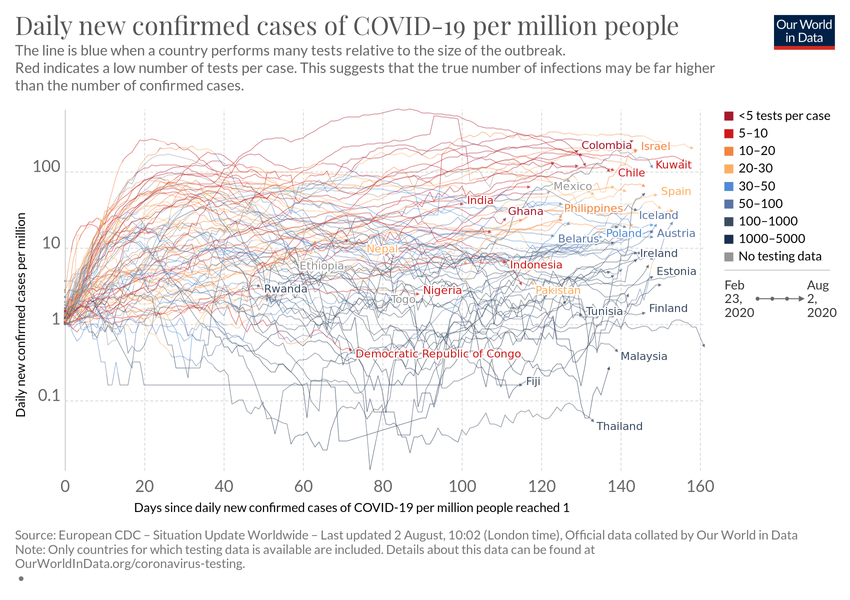 Daily new confirmed cases of COVID-19 per million people
Our World
in Data
The line is blue when a country performs many tests relative to the size of the outbreak.
Red indicates a low number of tests per case. This suggests that the true number of infections may be far higher
than the number of confirmed cases.
<5 tests per case
5–10
10–20
20-30
30–50
50–100
100–1000
1000–5000
No testing data
Feb
23,
2020
Aug
2,
2020
Daily new confirmed cases per million
100
10
1
0.1
Colombia
Israel
Kuwait
Chile
Mexico
Spain
India
Ghana
Philippines
Iceland
Belarus
Poland
Austria
Nepal
Ireland
Ethiopia
Indonesia
Estonia
Rwanda
Nigeria
Pakistan
Togo
Tunisia
Finland
Democratic Republic of Congo
Malaysia
Fiji
Thailand
0
20
40
60
80
100
120
140
160
Days since daily new confirmed cases of COVID-19 per million people reached 1
Source: European CDC – Situation Update Worldwide – Last updated 2 August, 10:02 (London time), Official data collated by Our World in Data
Note: Only countries for which testing data is available are included. Details about this data can be found at
OurWorldInData.org/coronavirus-testing.